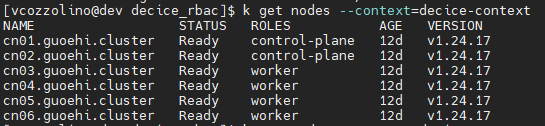 [vcozzolino@dev decice_rbac]$ k get nodes --context=decice-context
NAME STATUS ROLES AGE VERSION
cn01.guoehi.cluster Ready control-plane 12d v1.24.17
cn02.guoehi.cluster Ready control-plane 12d v1.24.17
cn03.guoehi.cluster Ready worker 12d v1.24.17
cn04.guoehi.cluster Ready worker 12d v1.24.17
cn05.guoehi.cluster Ready worker 12d v1.24.17
cn06.guoehi.cluster Ready worker 12d v1.24.17